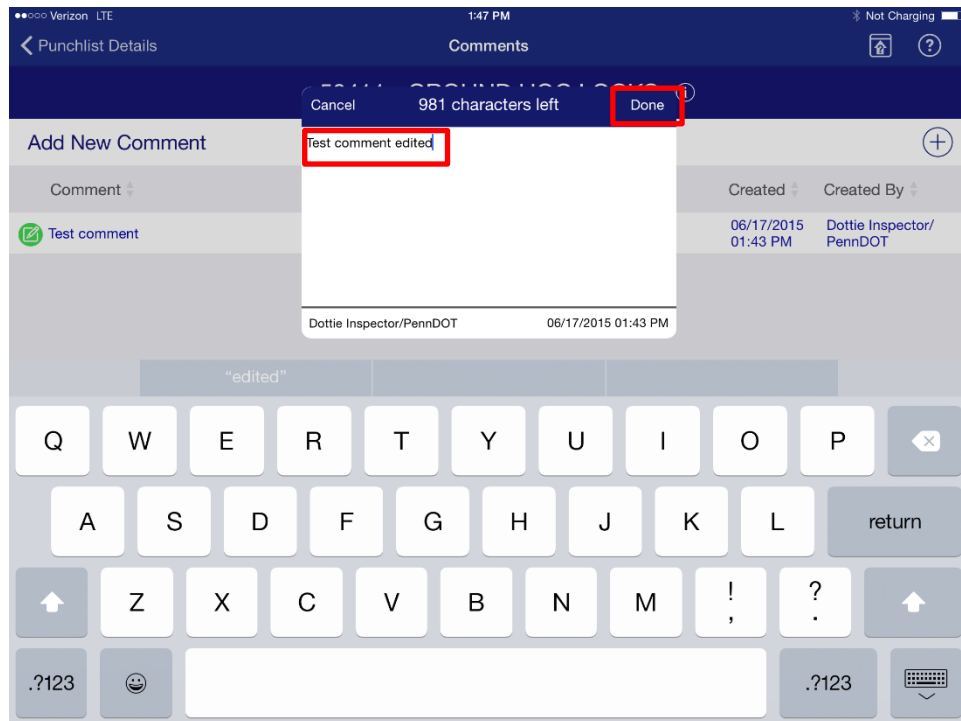 Verizon LTE 1:47 PM Not Charging
Punchlist Details Comments ?
Cancel 981 characters left Done
Add New Comment
Test comment edited
Comment Created Created By
Test comment 06/17/2015 Dottie Inspector/
01:43 PM PennDOT
Dottie Inspector/PennDOT 06/17/2015 01:43 PM
“edited”
Q W E R T Y U I O P
A S D F G H J K L return
Z X C V B N M ! , ? .
.?123 .?123